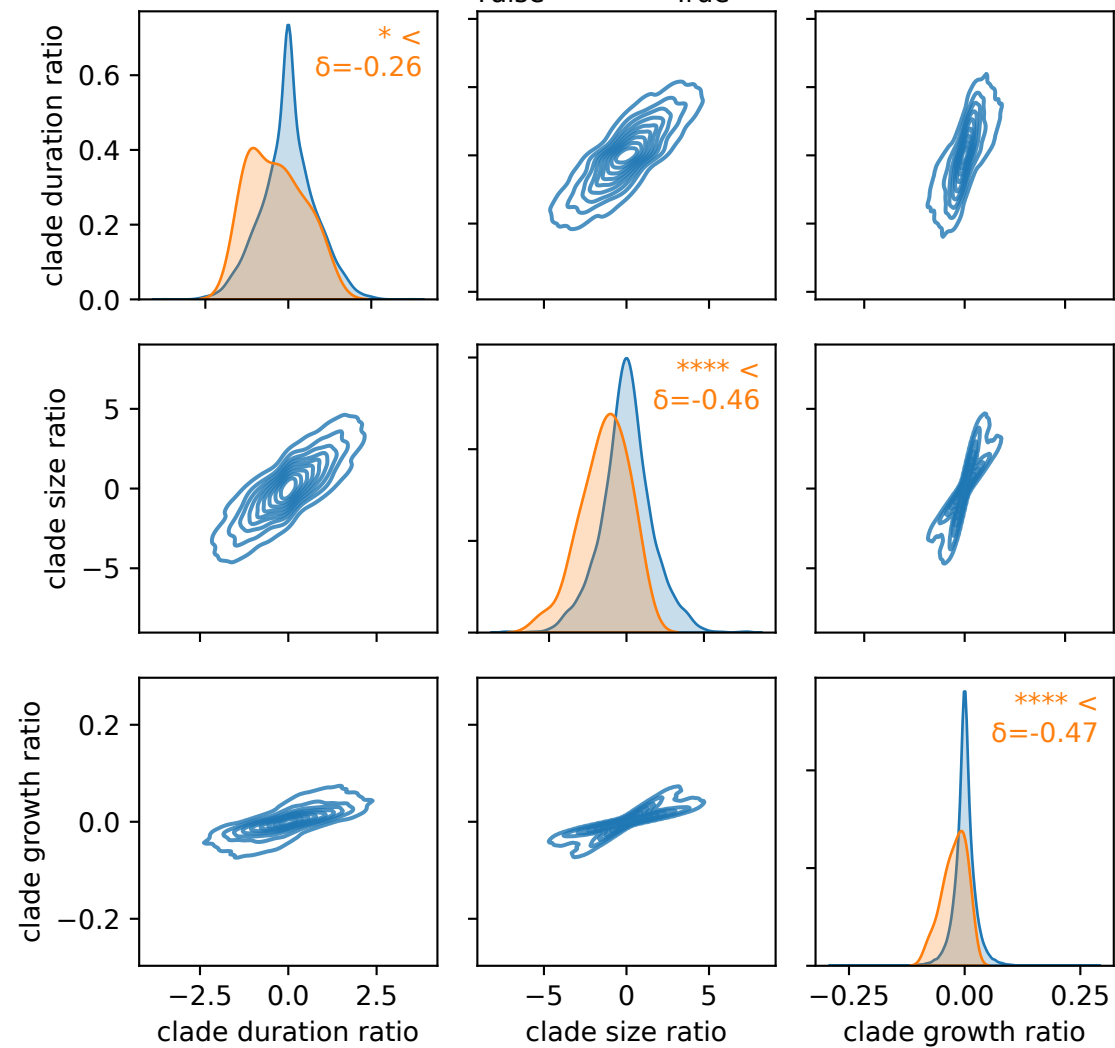 True
* <
δ=-0.26
clade duration ratio
0.6
0.4
0.2
0.0
**** <
δ=-0.46
clade size ratio
5
0
−5
**** <
δ=-0.47
clade growth ratio
0.2
0.0
−0.2
−2.5 0.0 2.5
−5 0 5
−0.25 0.00 0.25
clade duration ratio
clade size ratio
clade growth ratio